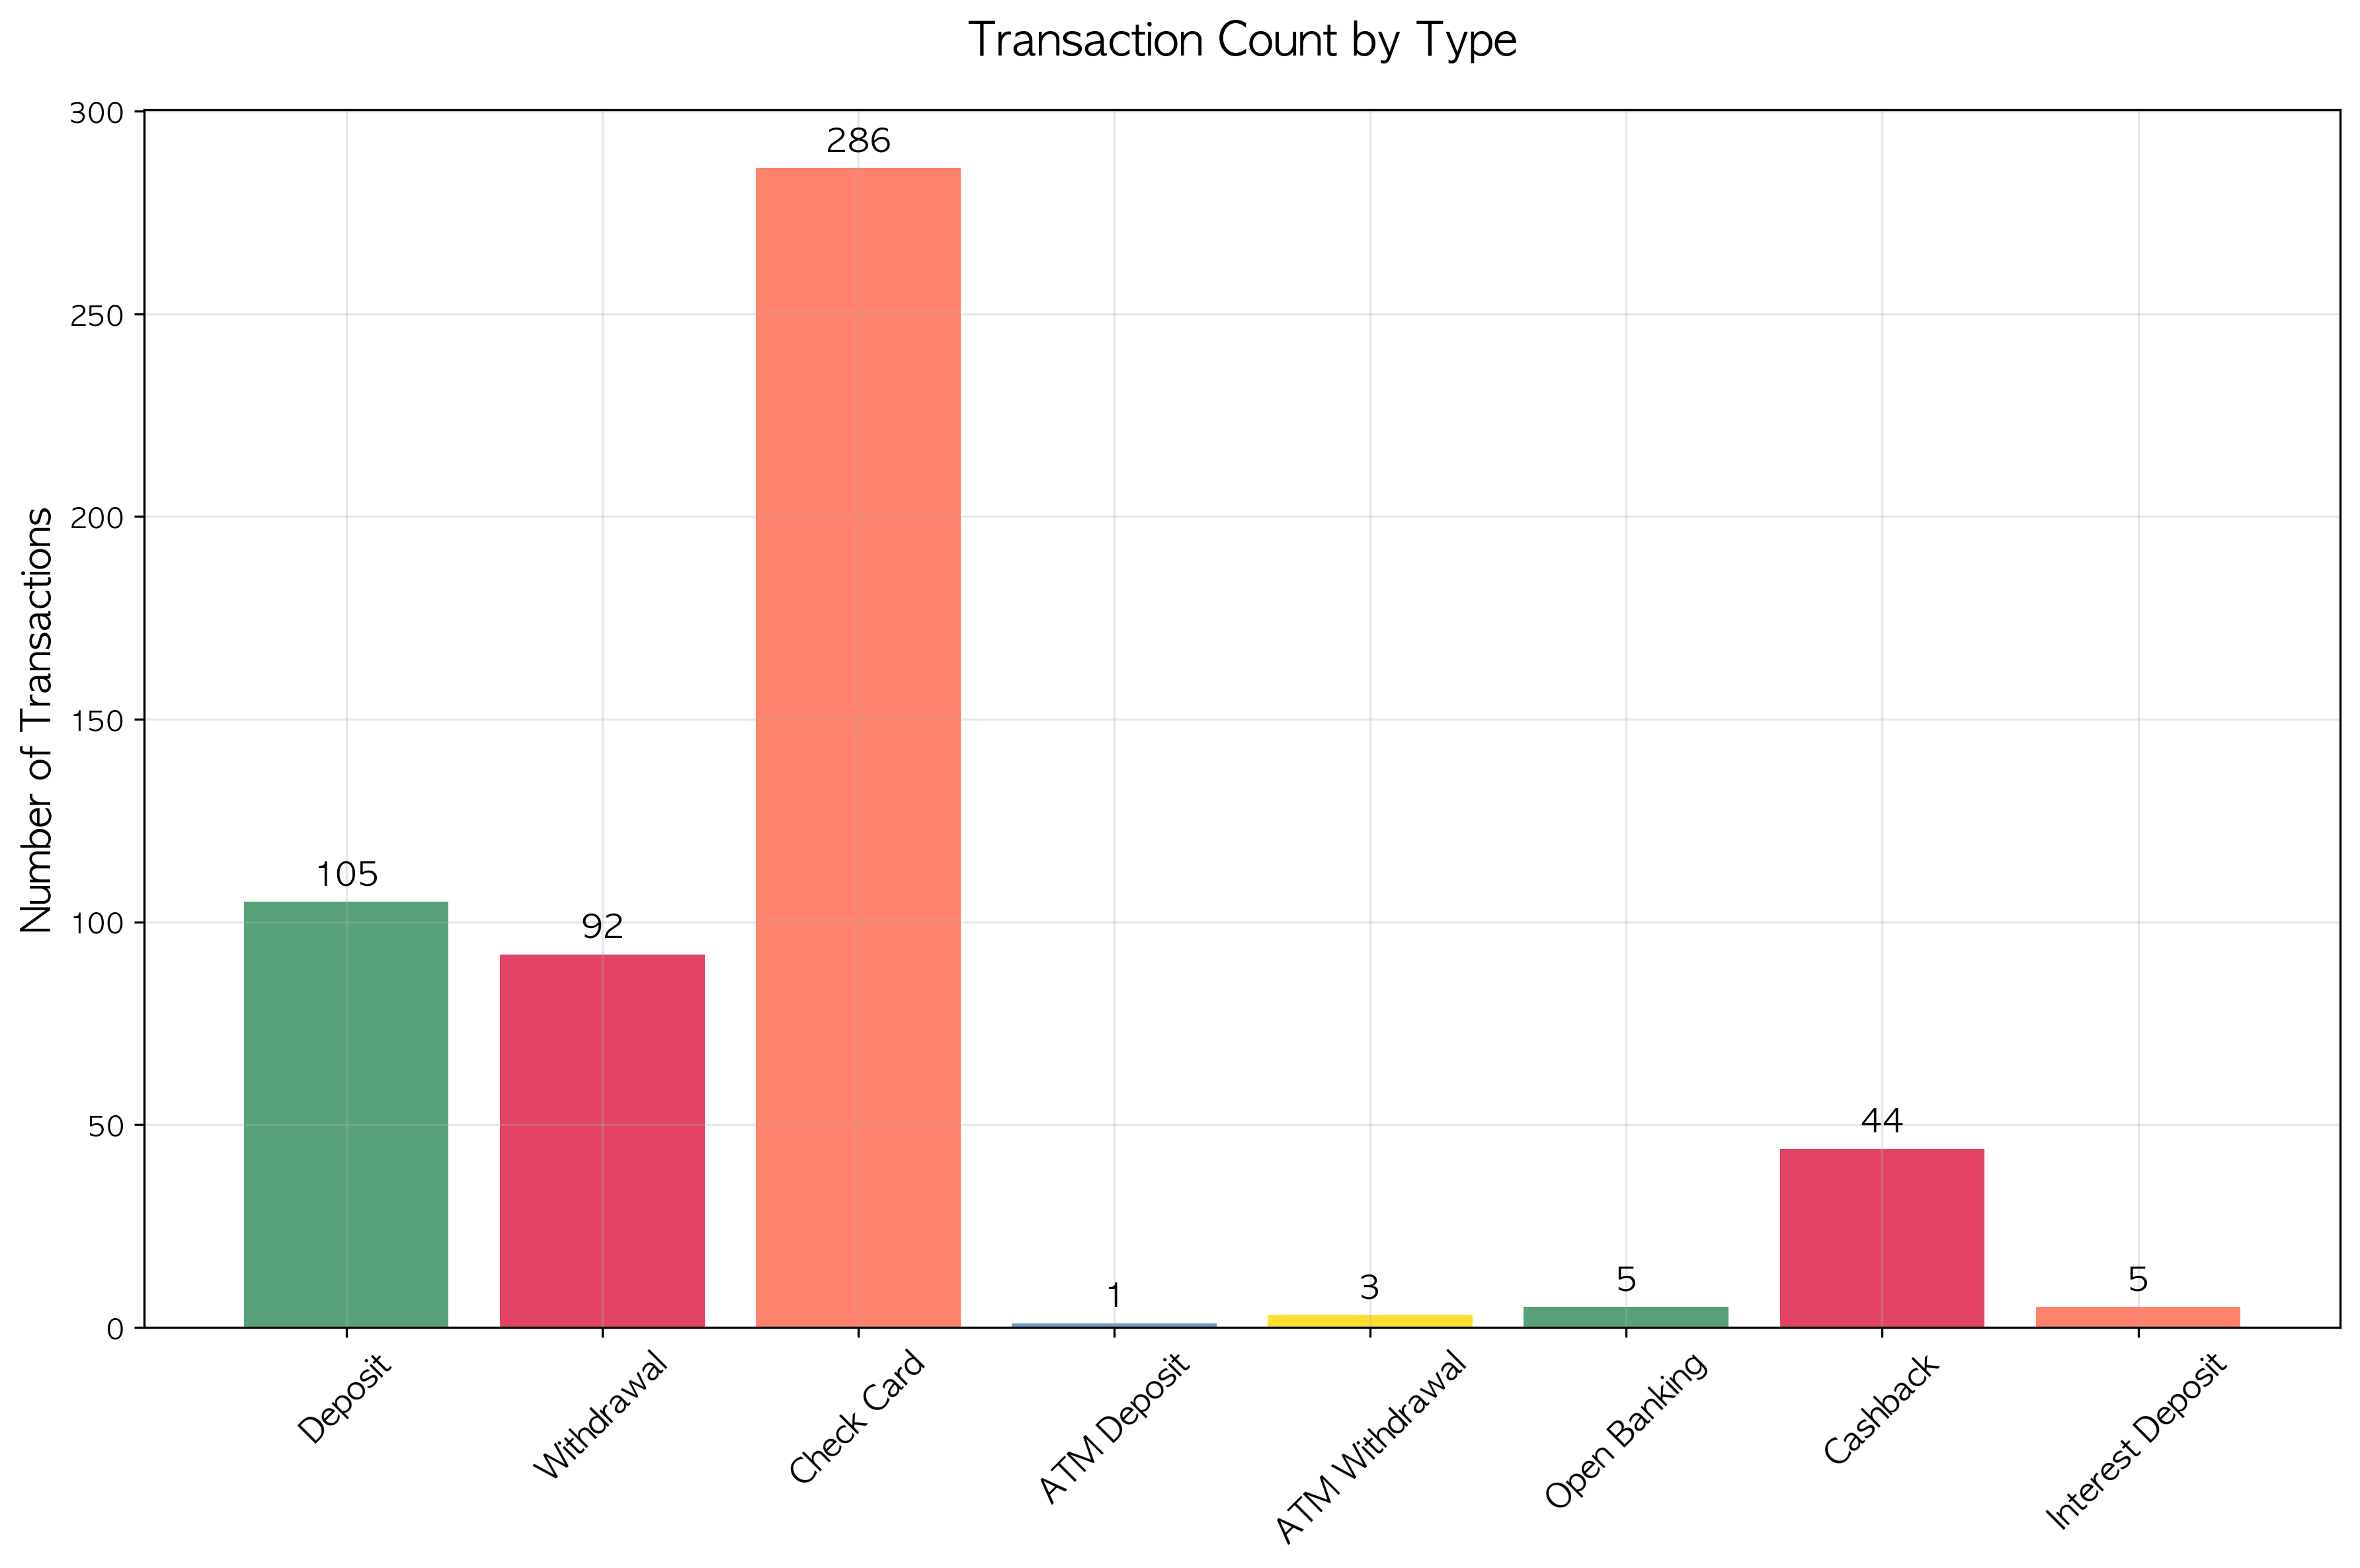 Transaction Count by Type
Number of Transactions
300
250
200
150
100
50
0
105
92
286
1
3
5
44
5
Deposit
Withdrawal
Check Card
ATM Deposit
ATM Withdrawal
Open Banking
Cashback
Interest Deposit